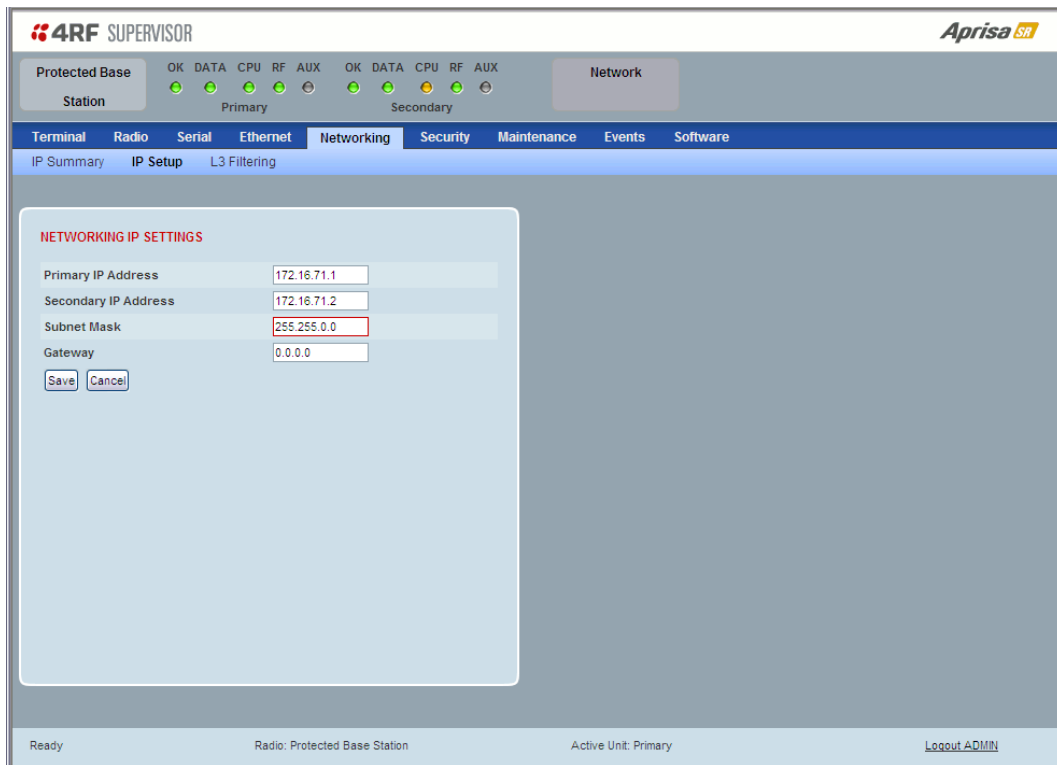 4RF SUPERVISOR
Aprisa SR
Protected Base Station
OK DATA CPU RF AUX OK DATA CPU RF AUX
Primary Secondary
Network
Terminal Radio Serial Ethernet Networking Security Maintenance Events Software
IP Summary IP Setup L3 Filtering
NETWORKING IP SETTINGS
Primary IP Address 172.16.71.1
Secondary IP Address 172.16.71.2
Subnet Mask 255.255.0.0
Gateway 0.0.0.0
Save Cancel
Ready Radio: Protected Base Station Active Unit: Primary Logout ADMIN